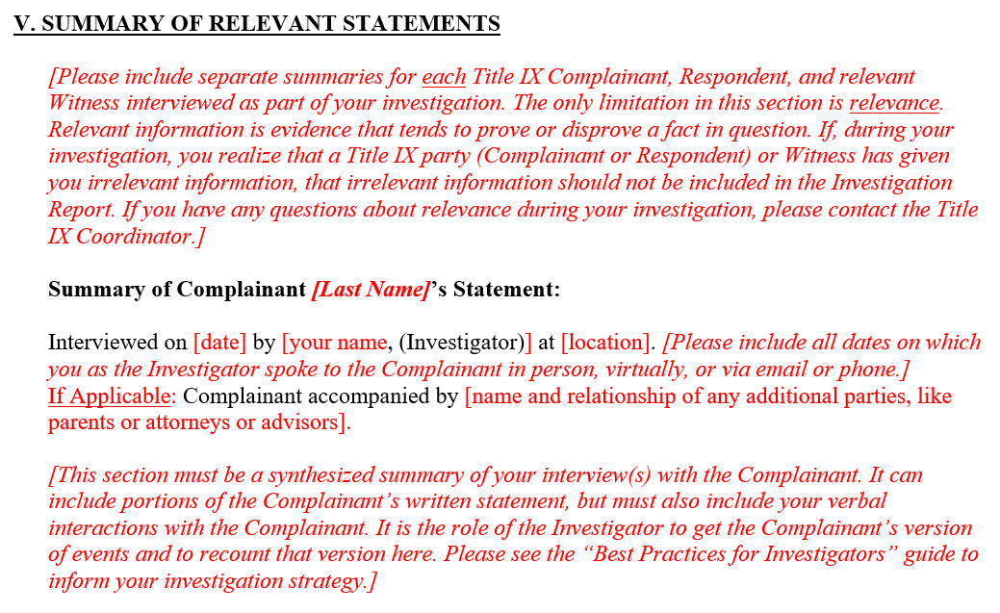 V. SUMMARY OF RELEVANT STATEMENTS
[Please include separate summaries for each Title IX Complainant, Respondent, and relevant
Witness interviewed as part of your investigation. The only limitation in this section is relevance.
Relevant information is evidence that tends to prove or disprove a fact in question. If, during your
investigation, you realize that a Title IX party (Complainant or Respondent) or Witness has given
you irrelevant information, that irrelevant information should not be included in the Investigation
Report. If you have any questions about relevance during your investigation, please contact the Title
IX Coordinator.]
Summary of Complainant [Last Name]’s Statement:
Interviewed on [date] by [your name, (Investigator)] at [location]. [Please include all dates on which
you as the Investigator spoke to the Complainant in person, virtually, or via email or phone.]
If Applicable: Complainant accompanied by [name and relationship of any additional parties, like
parents or attorneys or advisors].
[This section must be a synthesized summary of your interview(s) with the Complainant. It can
include portions of the Complainant’s written statement, but must also include your verbal
interactions with the Complainant. It is the role of the Investigator to get the Complainant’s version
of events and to recount that version here. Please see the “Best Practices for Investigators” guide to
inform your investigation strategy.]